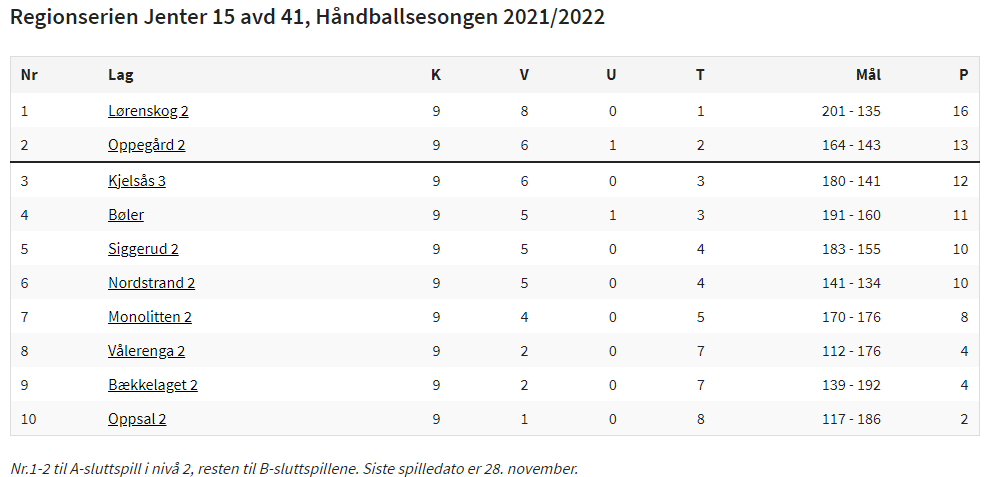 Regionserien Jenter 15 avd 41, Håndballsesongen 2021/2022
Nr Lag K V U T Mål P
1 Lørenskog 2 9 8 0 1 201 - 135 16
2 Oppegård 2 9 6 1 2 164 - 143 13
3 Kjelsås 3 9 6 0 3 180 - 141 12
4 Bøler 9 5 1 3 191 - 160 11
5 Siggerud 2 9 5 0 4 183 - 155 10
6 Nordstrand 2 9 5 0 4 141 - 134 10
7 Monolitten 2 9 4 0 5 170 - 176 8
8 Vålerenga 2 9 2 0 7 112 - 176 4
9 Bækkelaget 2 9 2 0 7 139 - 192 4
10 Oppsal 2 9 1 0 8 117 - 186 2
Nr.1-2 til A-sluttspill i nivå 2, resten til B-sluttspillene. Siste spilledato er 28. november.